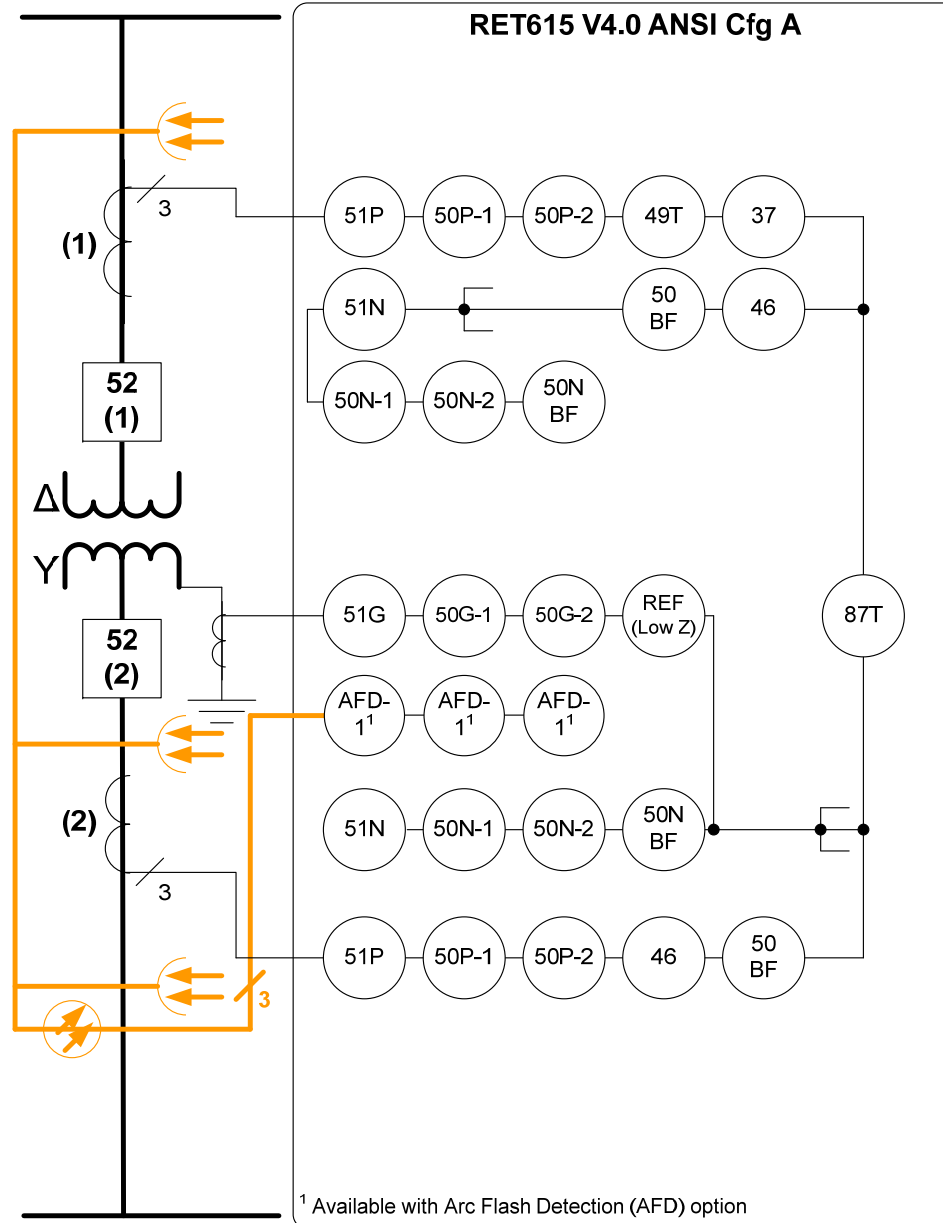 RET615 V4.0 ANSI Cfg A
3
(1)
51P
50P-1
50P-2
49T
37
51N
50
BF
46
52
(1)
50N-1
50N-2
50N
BF
Δ
Y
52
(2)
51G
50G-1
50G-2
REF
(Low Z)
87T
AFD-
1¹
AFD-
1¹
AFD-
1¹
(2)
51N
50N-1
50N-2
50N
BF
3
51P
50P-1
50P-2
46
50
BF
3
¹ Available with Arc Flash Detection (AFD) option